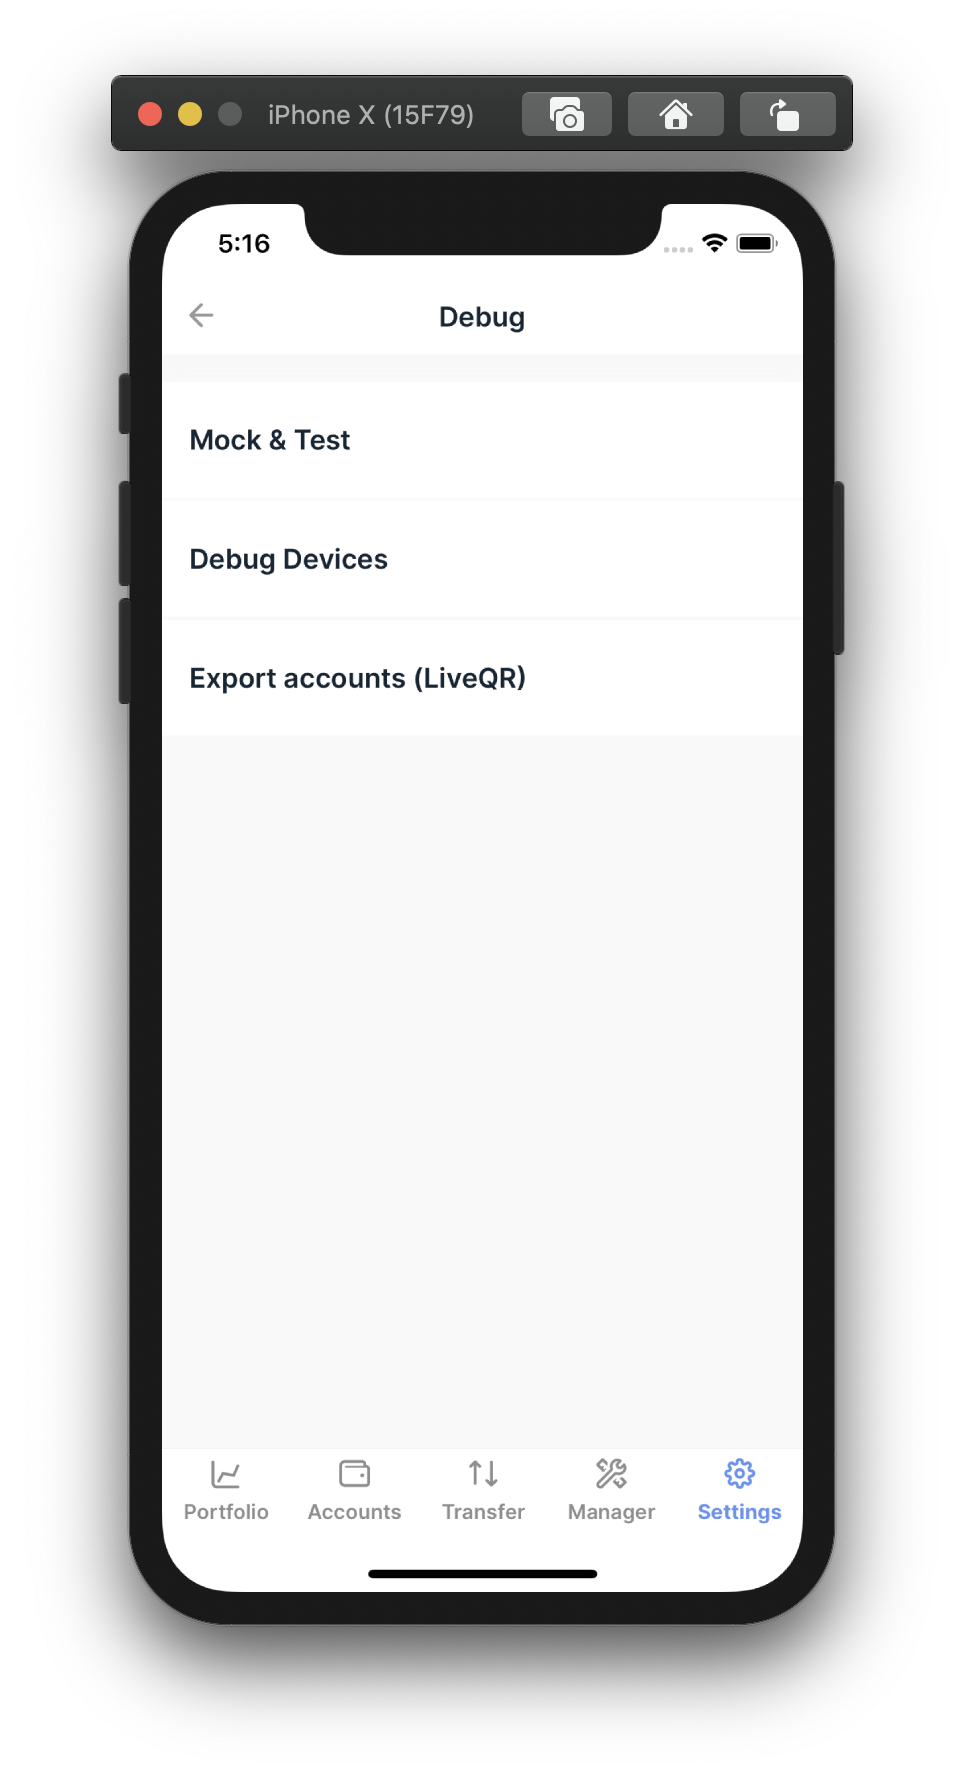 iPhone X (15F79)
5:16
Debug
Mock & Test
Debug Devices
Export accounts (LiveQR)
Portfolio Accounts Transfer Manager Settings